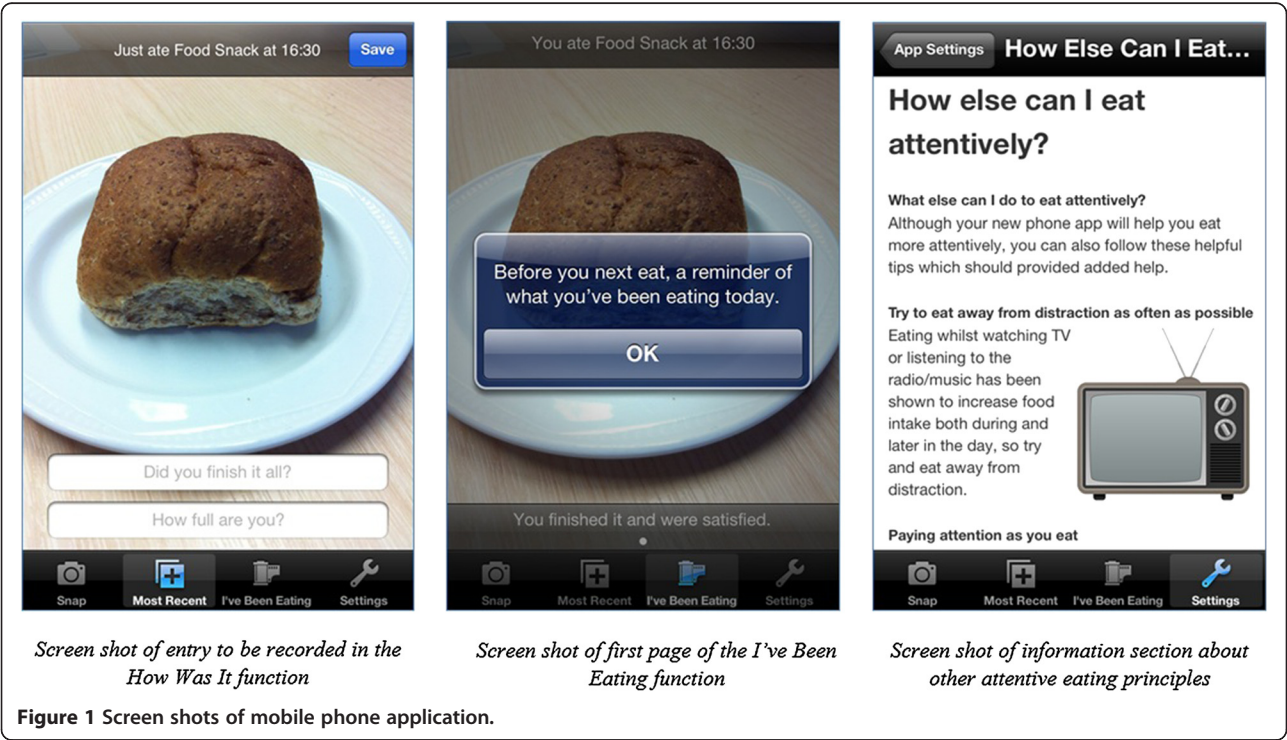 Just ate Food Snack at 16:30
Save
Did you finish it all?
How full are you?
Snap
Most Recent
I've Been Eating
Settings
You ate Food Snack at 16:30
Before you next eat, a reminder of
what you've been eating today.
OK
You finished it and were satisfied.
Snap
Most Recent
I've Been Eating
Settings
App Settings
How Else Can I Eat...
How else can I eat
attentively?
What else can I do to eat attentively?
Although your new phone app will help you eat
more attentively, you can also follow these helpful
tips which should provided added help.
Try to eat away from distraction as often as possible
Eating whilst watching TV
or listening to the
radio/music has been
shown to increase food
intake both during and
later in the day, so try
and eat away from
distraction.
Paying attention as you eat
Snap
Most Recent
I've Been Eating
Settings
Screen shot of entry to be recorded in the
How Was It function
Screen shot of first page of the I've Been
Eating function
Screen shot of information section about
other attentive eating principles
Figure 1 Screen shots of mobile phone application.